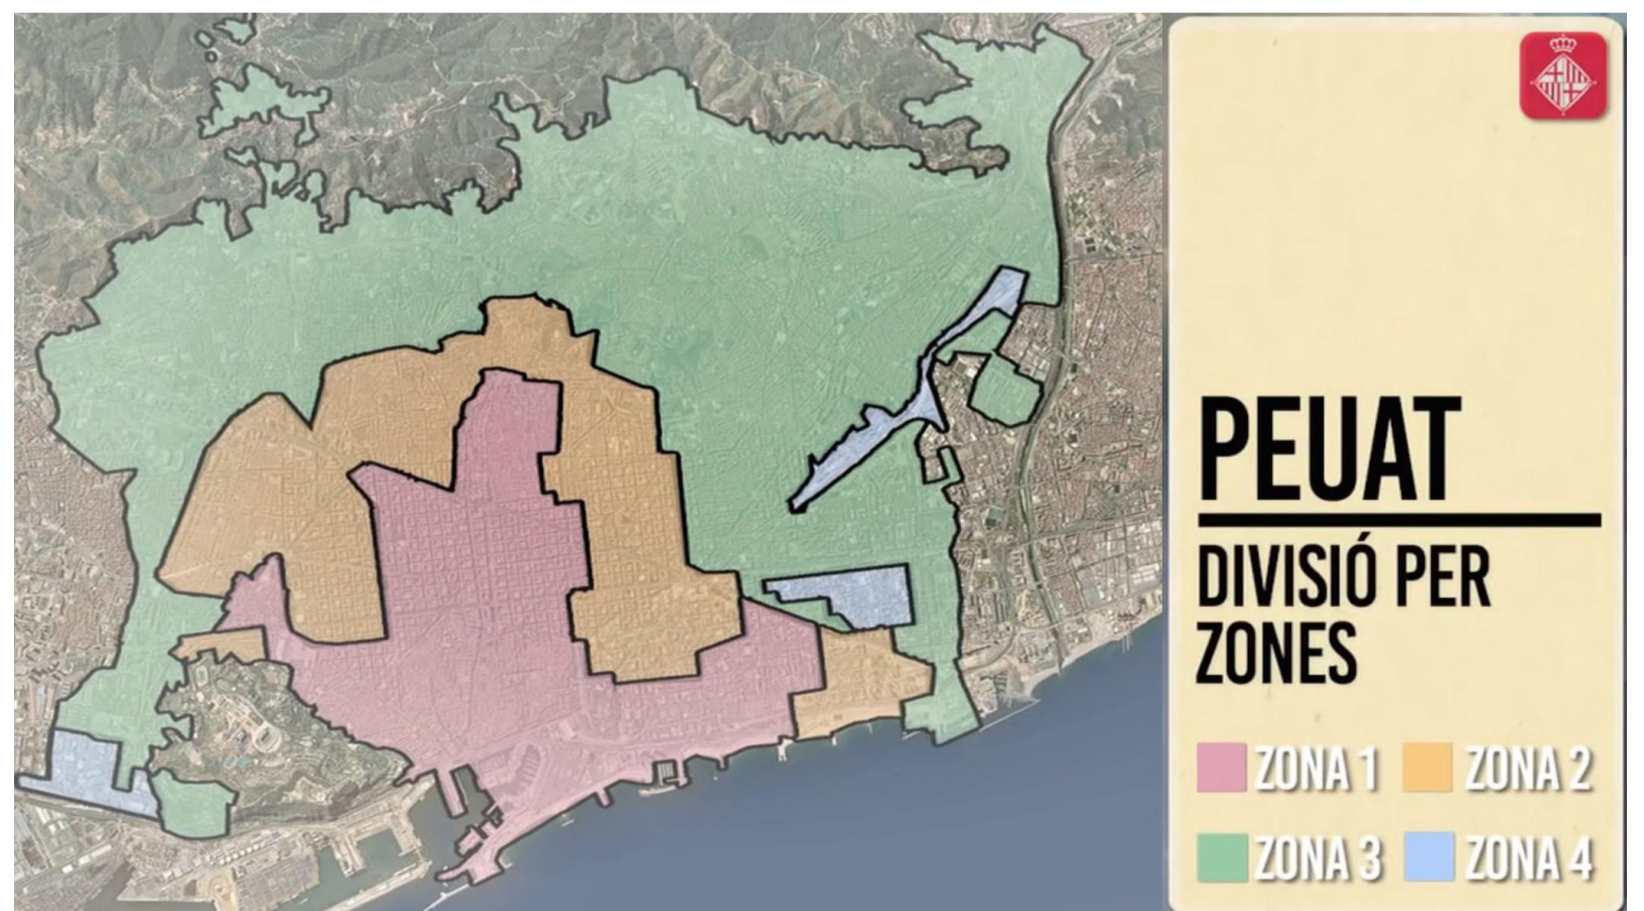 PEUAT
DIVISIÓ PER
ZONES
ZONA 1 ZONA 2
ZONA 3 ZONA 4